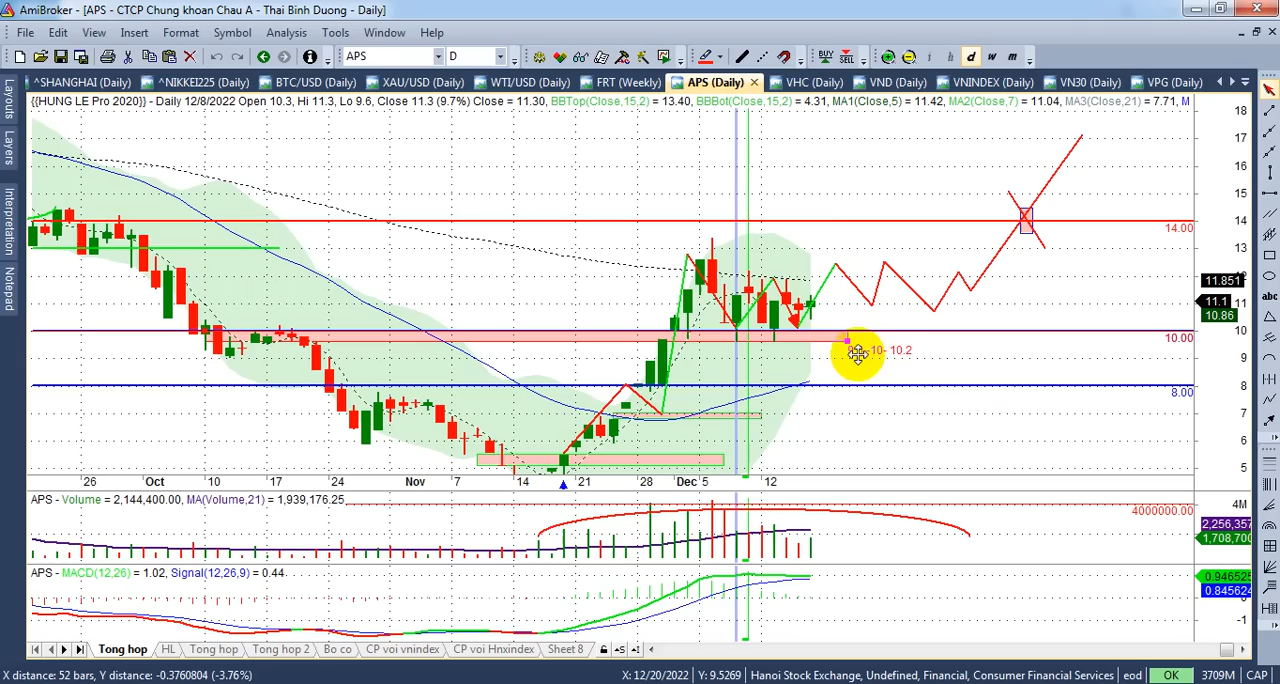 AmiBroker - [APS - CTCP Chung khoan Chau A - Thai Binh Duong - Daily]
File Edit View Insert Format Symbol Analysis Tools Window Help
APS D BUY SELL i h d w m
^SHANGHAI (Daily) ^NIKKEI225 (Daily) BTC/USD (Daily) XAU/USD (Daily) WTI/USD (Daily) FRT (Weekly) APS (Daily) VHC (Daily) VND (Daily) VNINDEX (Daily) VN30 (Daily) VPG (Daily)
Layouts
Layers
Interpretation
Notepad
{{HUNG LE Pro 2020}} - Daily 12/8/2022 Open 10.3, Hi 11.3, Lo 9.6, Close 11.3 (9.7%) Close = 11.30, BBTop(Close,15,2) = 13.40, BBBot(Close,15,2) = 4.31, MA1(Close,5) = 11.42, MA2(Close,7) = 11.04, MA3(Close,21) = 7.71, M
18
17
16
15
14
14.00
13
12
11.851
11
11.1
10.86
10
10.00
10- 10.2
9
8
8.00
7
6
5
26 Oct 10 17 24 Nov 7 14 21 28 Dec 5 12
APS - Volume = 2,144,400.00, MA(Volume,21) = 1,939,176.25
4M
4000000.00
2,256,357
1,708,700
APS - MACD(12,26) = 1.02, Signal(12,26,9) = 0.44
0.946525
0.845624
-1
abc
Tong hop HL Tong hop Tong hop 2 Bo co CP voi vnindex CP voi Hnxindex Sheet 8
X distance: 52 bars, Y distance: -0.3760804 (-3.76%) X: 12/20/2022 Y: 9.5269 Hanoi Stock Exchange, Undefined, Financial, Consumer Financial Services eod OK 3709M CAP